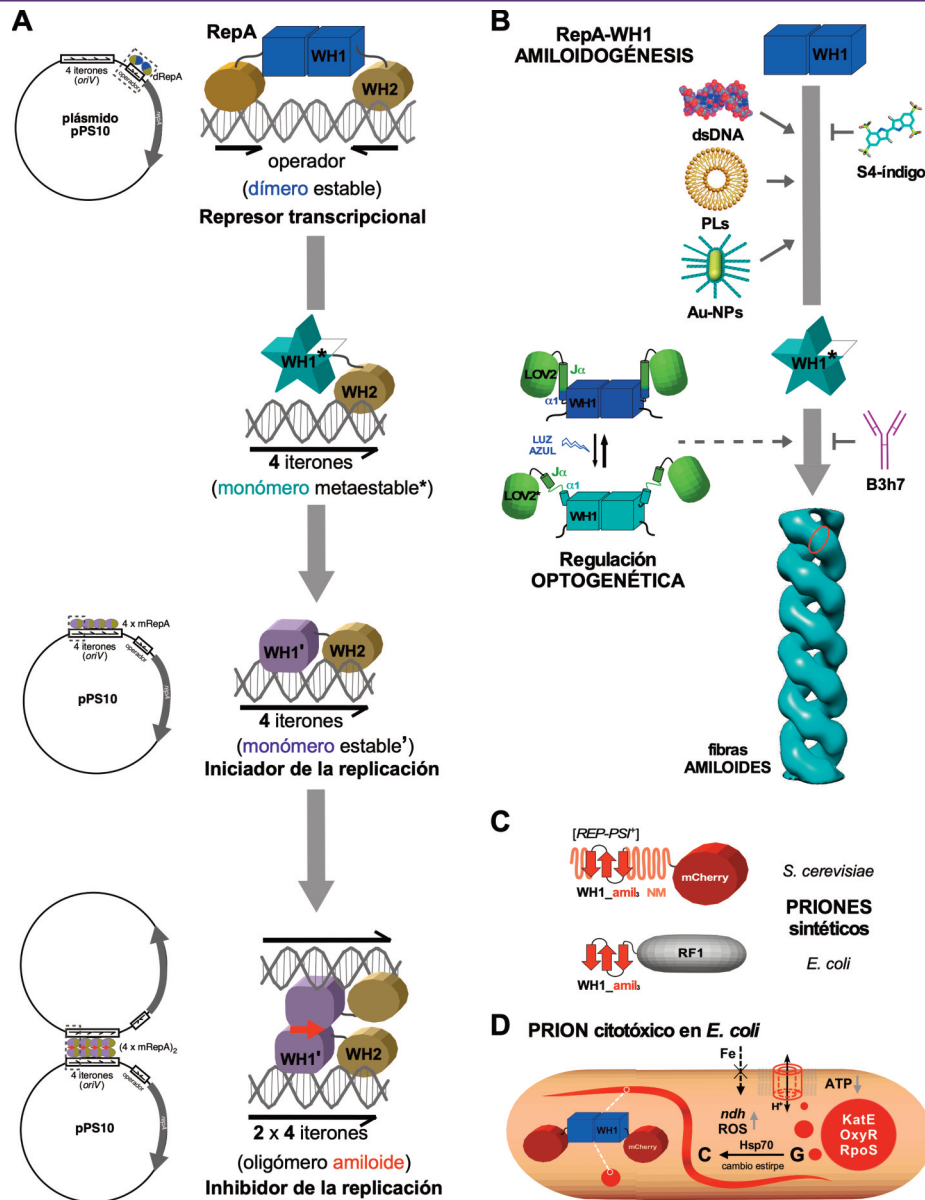 A
RepA
WH1
WH2
4 iterones
(oriV)
operador
dRepA
repA
plásmido
pPS10
operador
(dímero estable)
Represor transcripcional
WH1*
WH2
4 iterones
(monómero metaestable*)
4 x mRepA
4 iterones
(oriV)
operador
repA
pPS10
WH1'
WH2
4 iterones
(monómero estable')
Iniciador de la replicación
(4 x mRepA)2
4 iterones
(oriV)
operador
repA
pPS10
WH1'
WH2
2 x 4 iterones
(oligómero amiloide)
Inhibidor de la replicación
B
RepA-WH1
AMILOIDOGÉNESIS
WH1
dsDNA
S4-índigo
PLs
Au-NPs
WH1*
LOV2
Jα
α1
WH1
LUZ
AZUL
Jα
α1
LOV2*
WH1
B3h7
Regulación
OPTOGENÉTICA
fibras
AMILOIDES
C
[REP-PSI+]
mCherry
WH1_amil3 NM
S. cerevisiae
PRIONES
sintéticos
RF1
E. coli
WH1_amil3
D PRION citotóxico en E. coli
Fe
ATP
H+
ndh
ROS
KatE
OxyR
RpoS
WH1
mCherry
Hsp70
C
G
cambio estirpe